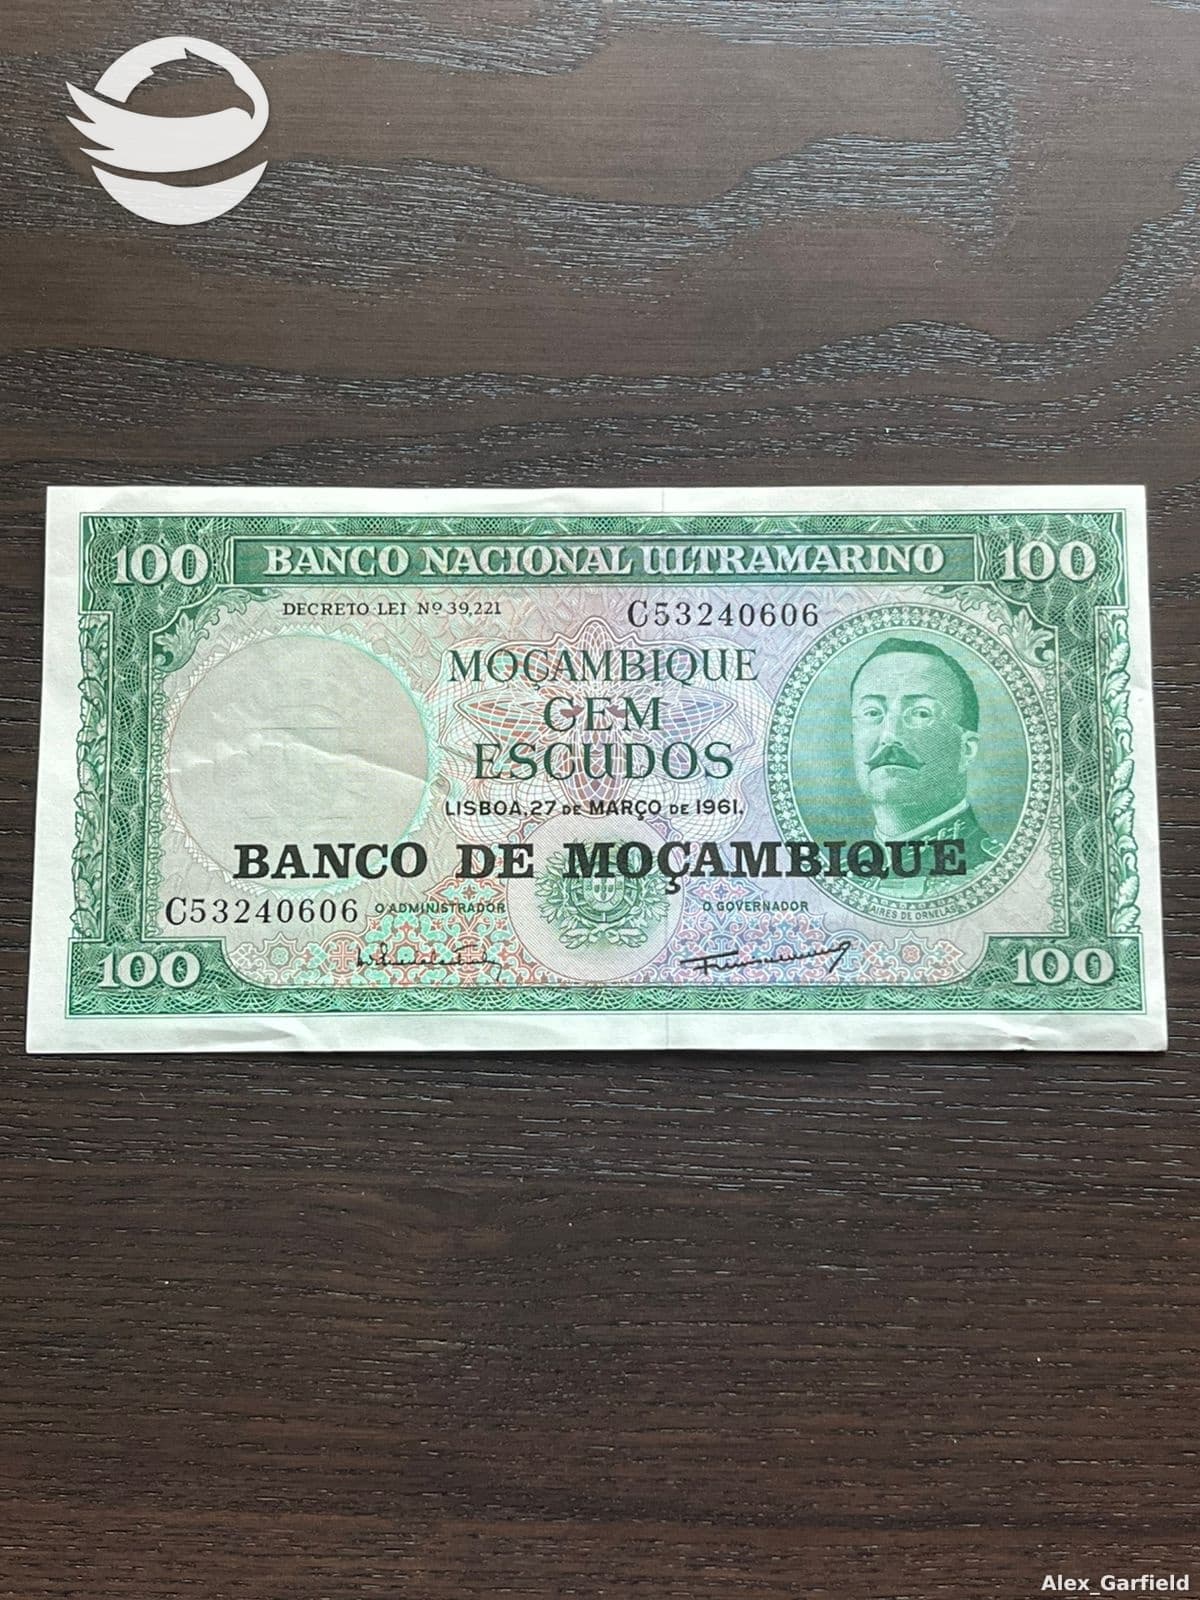 100 BANCO NACIONAL ULTRAMARINO 100
DECRETO-LEI Nº 39,221 C53240606
MOÇAMBIQUE
CEM
ESCUDOS
LISBOA, 27 DE MARÇO DE 1961.
BANCO DE MOÇAMBIQUE
C53240606 O ADMINISTRADOR O GOVERNADOR
AIRES DE ORNELAS
100 100
Alex_Garfield